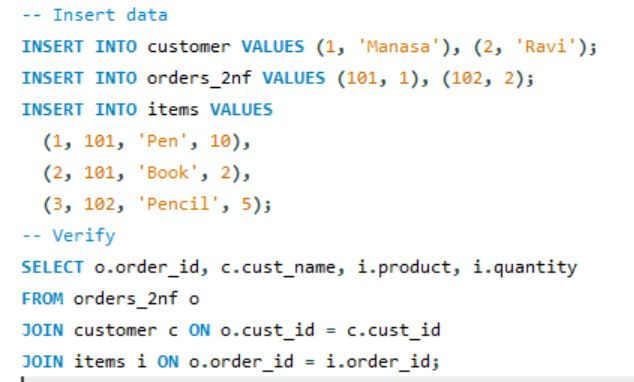 -- Insert data
INSERT INTO customer VALUES (1, 'Manasa'), (2, 'Ravi');
INSERT INTO orders_2nf VALUES (101, 1), (102, 2);
INSERT INTO items VALUES
  (1, 101, 'Pen', 10),
  (2, 101, 'Book', 2),
  (3, 102, 'Pencil', 5);
-- Verify
SELECT o.order_id, c.cust_name, i.product, i.quantity
FROM orders_2nf o
JOIN customer c ON o.cust_id = c.cust_id
JOIN items i ON o.order_id = i.order_id;